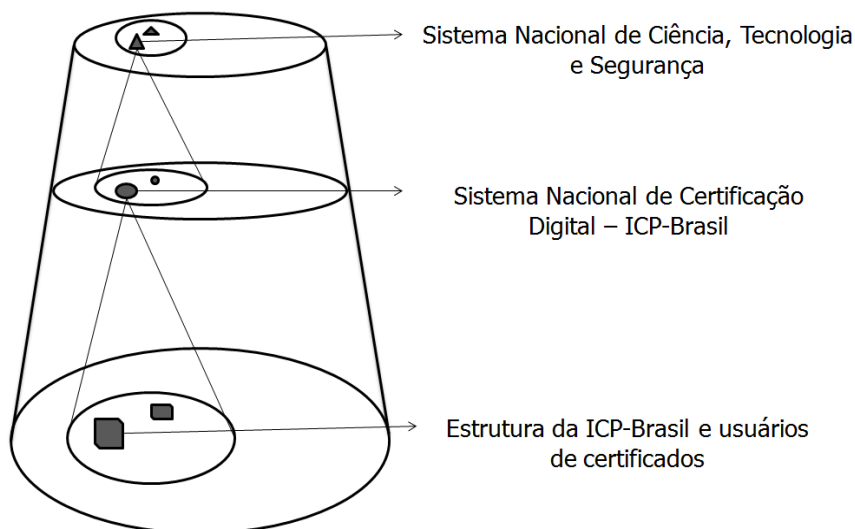 Sistema Nacional de Ciência, Tecnologia
e Segurança
Sistema Nacional de Certificação
Digital – ICP-Brasil
Estrutura da ICP-Brasil e usuários
de certificados